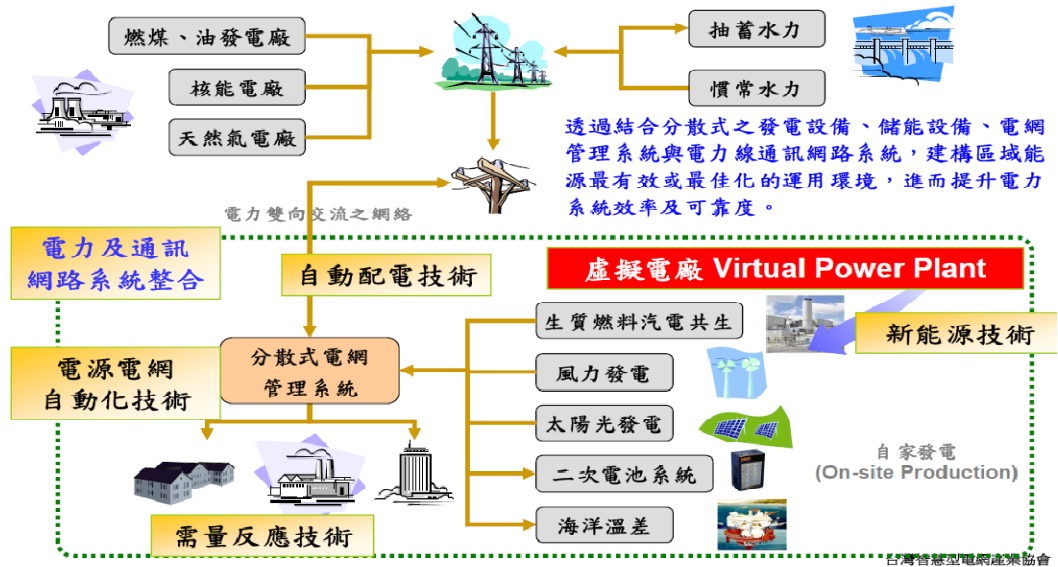 燃煤、油發電廠
核能電廠
天然氣電廠
抽蓄水力
慣常水力
透過結合分散式之發電設備、儲能設備、電網
管理系統與電力線通訊網路系統，建構區域能
源最有效或最佳化的運用環境，進而提升電力
系統效率及可靠度。
電力雙向交流之網絡
電力及通訊
網路系統整合
自動配電技術
虛擬電廠 Virtual Power Plant
生質燃料汽電共生
新能源技術
分散式電網
管理系統
電源電網
自動化技術
風力發電
太陽光發電
自家發電
(On-site Production)
二次電池系統
海洋溫差
需量反應技術
台灣智慧型電網產業協會